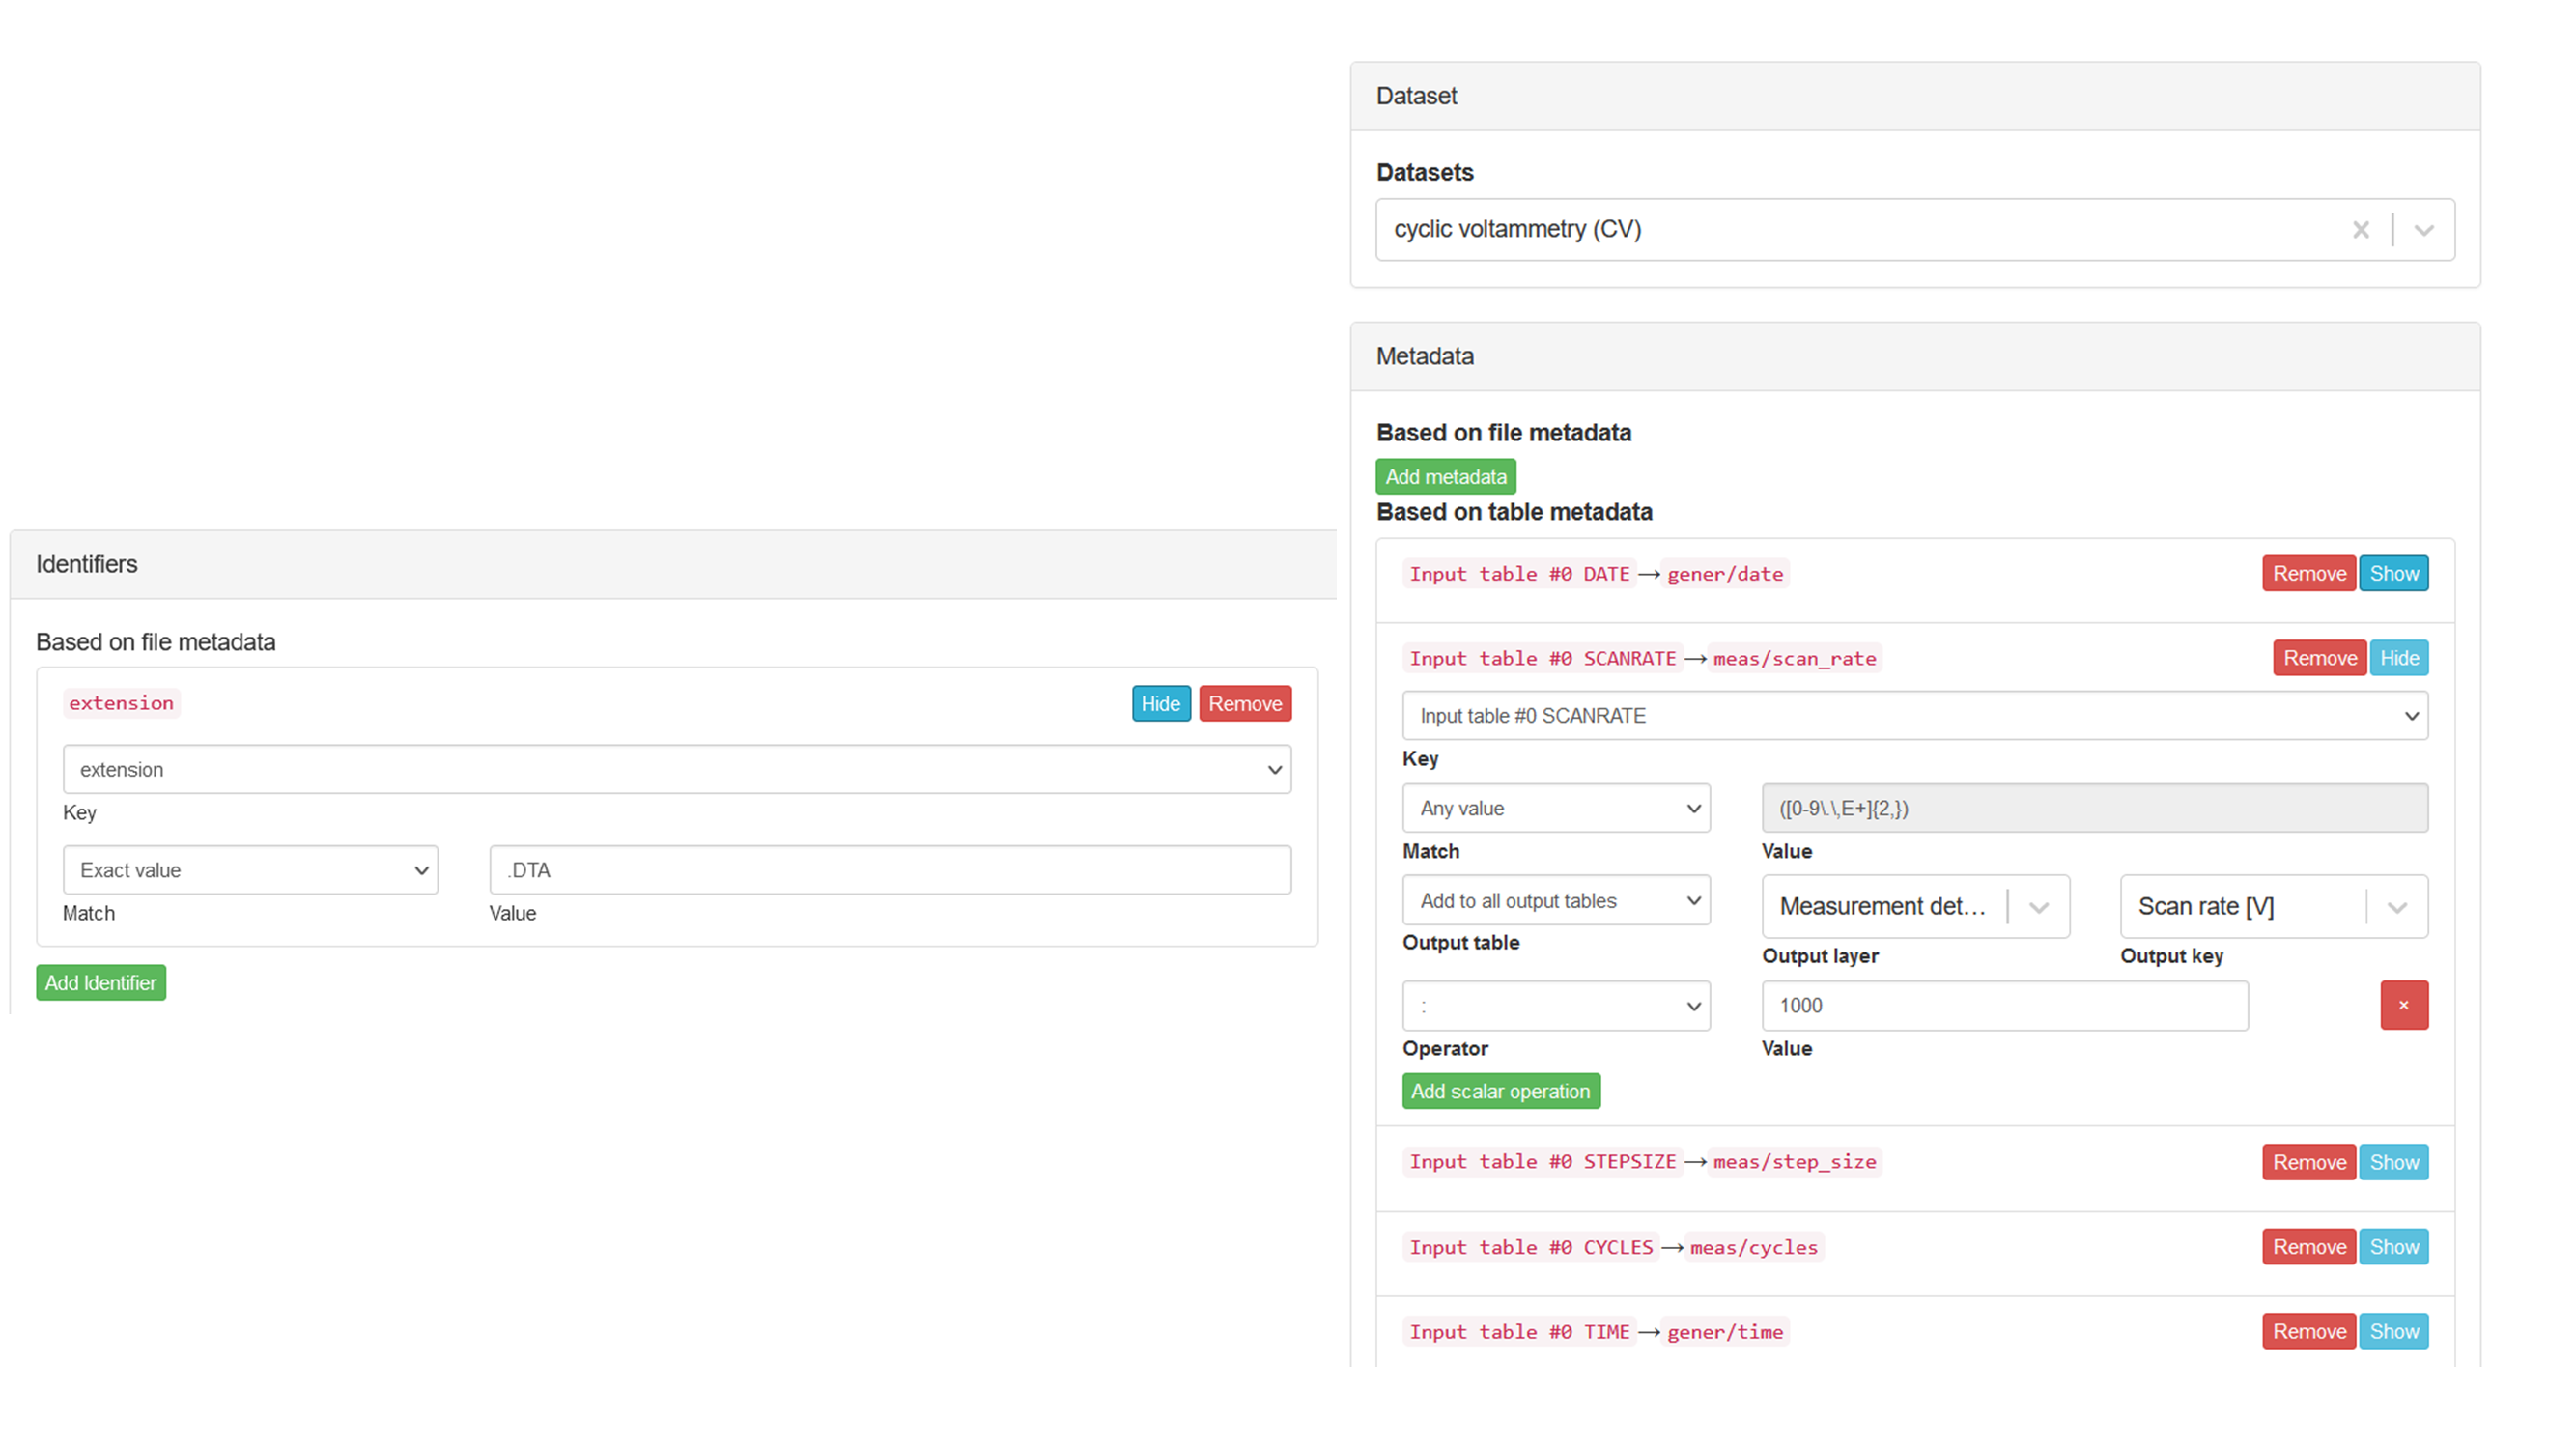 Identifiers
Based on file metadata
extension
Hide Remove
extension
Key
Exact value .DTA
Match Value
Add Identifier
Dataset
Datasets
cyclic voltammetry (CV)
Metadata
Based on file metadata
Add metadata
Based on table metadata
Input table #0 DATE → gener/date Remove Show
Input table #0 SCANRATE → meas/scan_rate Remove Hide
Input table #0 SCANRATE
Key
Any value ([0-9\.\,E+]{2,})
Match Value
Add to all output tables Measurement det... Scan rate [V]
Output table Output layer Output key
: 1000 ×
Operator Value
Add scalar operation
Input table #0 STEPSIZE → meas/step_size Remove Show
Input table #0 CYCLES → meas/cycles Remove Show
Input table #0 TIME → gener/time Remove Show